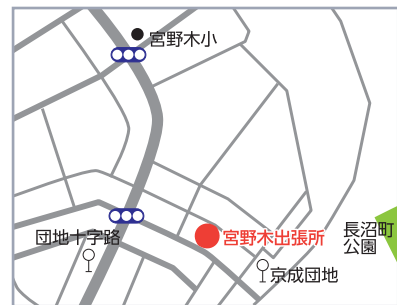 宮野木小
団地十字路
宮野木出張所
京成団地
長沼町
公園